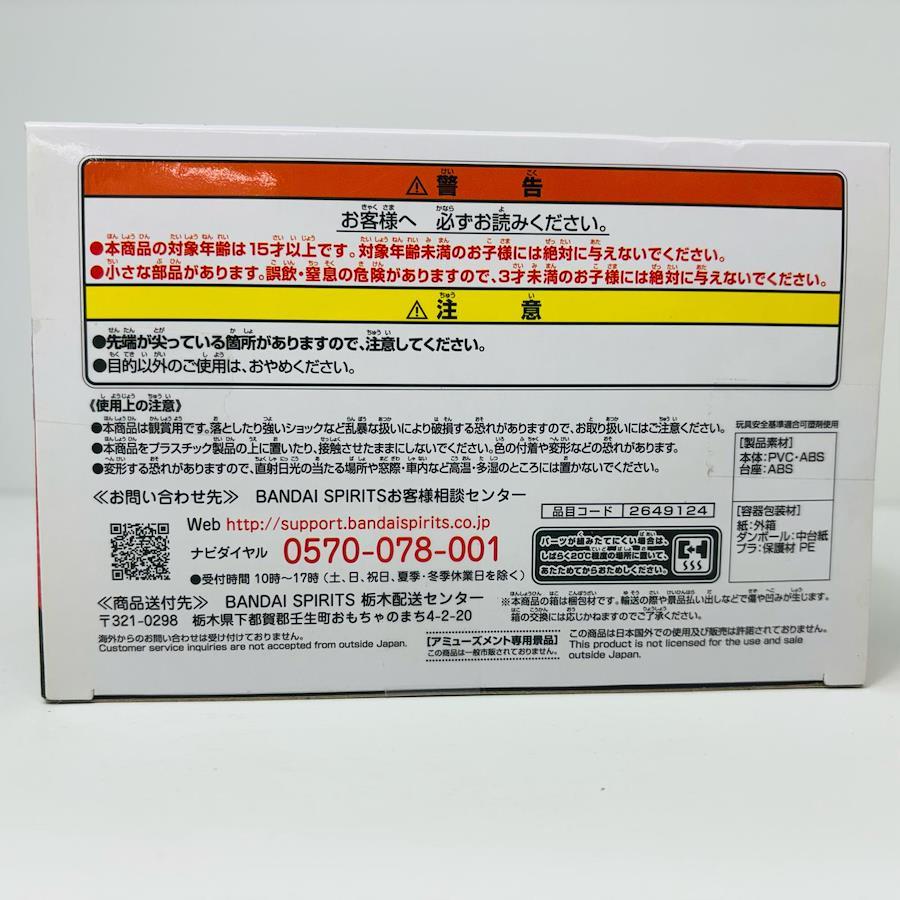 ⚠ 警告
お客様へ 必ずお読みください。
●本商品の対象年齢は15才以上です。対象年齢未満のお子様には絶対に与えないでください。
●小さな部品があります。誤飲・窒息の危険がありますので、3才未満のお子様には絶対に与えないでください。
⚠ 注意
●先端が尖っている箇所がありますので、注意してください。
●目的以外のご使用は、おやめください。
《使用上の注意》
●本商品は観賞用です。落としたり強いショックなど乱暴な扱いにより破損する恐れがありますので、お取り扱いにはご注意ください。
●本商品をプラスチック製品の上に置いたり、接触させたままにしないでください。色の付着や変形などの恐れがあります。
●変形する恐れがありますので、直射日光の当たる場所や窓際・車内など高温・多湿のところには置かないでください。
玩具安全基準適合可塑剤使用
[製品素材]
本体:PVC・ABS
台座:ABS
[容器包装材]
紙:外箱
ダンボール:中台紙
プラ:保護材 PE
≪お問い合わせ先≫ BANDAI SPIRITSお客様相談センター
Web http://support.bandaispirits.co.jp
ナビダイヤル 0570-078-001
●受付時間 10時〜17時(土、日、祝日、夏季・冬季休業日を除く)
品目コード 2649124
パーツが組みたてにくい場合は、
しばらく20℃程度の場所に置いて、
あたためてからおためしください。
≪商品送付先≫ BANDAI SPIRITS 栃木配送センター
〒321-0298 栃木県下都賀郡壬生町おもちゃのまち4-2-20
※本商品の箱は梱包材です。輸送の際や景品払い出しなどで傷や凹みが生じます。
箱の交換には応じかねますのでご了承ください。
海外からのお問い合わせは受け付けておりません。
Customer service inquiries are not accepted from outside Japan.
[アミューズメント専用景品]
この商品は一般市販されておりません。
この商品は日本国外での使用及び販売は許諾されておりません。
This product is not licensed for the use and sale
outside Japan.